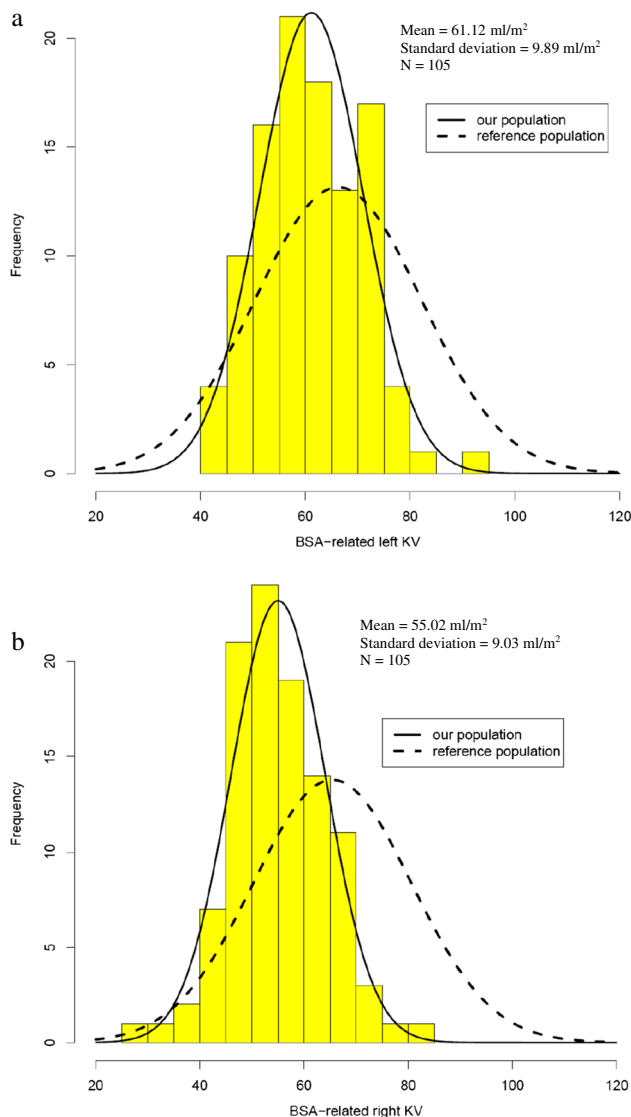 a
Mean = 61.12 ml/m²
Standard deviation = 9.89 ml/m²
N = 105
our population
reference population
Frequency
20
15
10
5
0
20 40 60 80 100 120
BSA-related left KV
b
Mean = 55.02 ml/m²
Standard deviation = 9.03 ml/m²
N = 105
our population
reference population
Frequency
20
15
10
5
0
20 40 60 80 100 120
BSA-related right KV